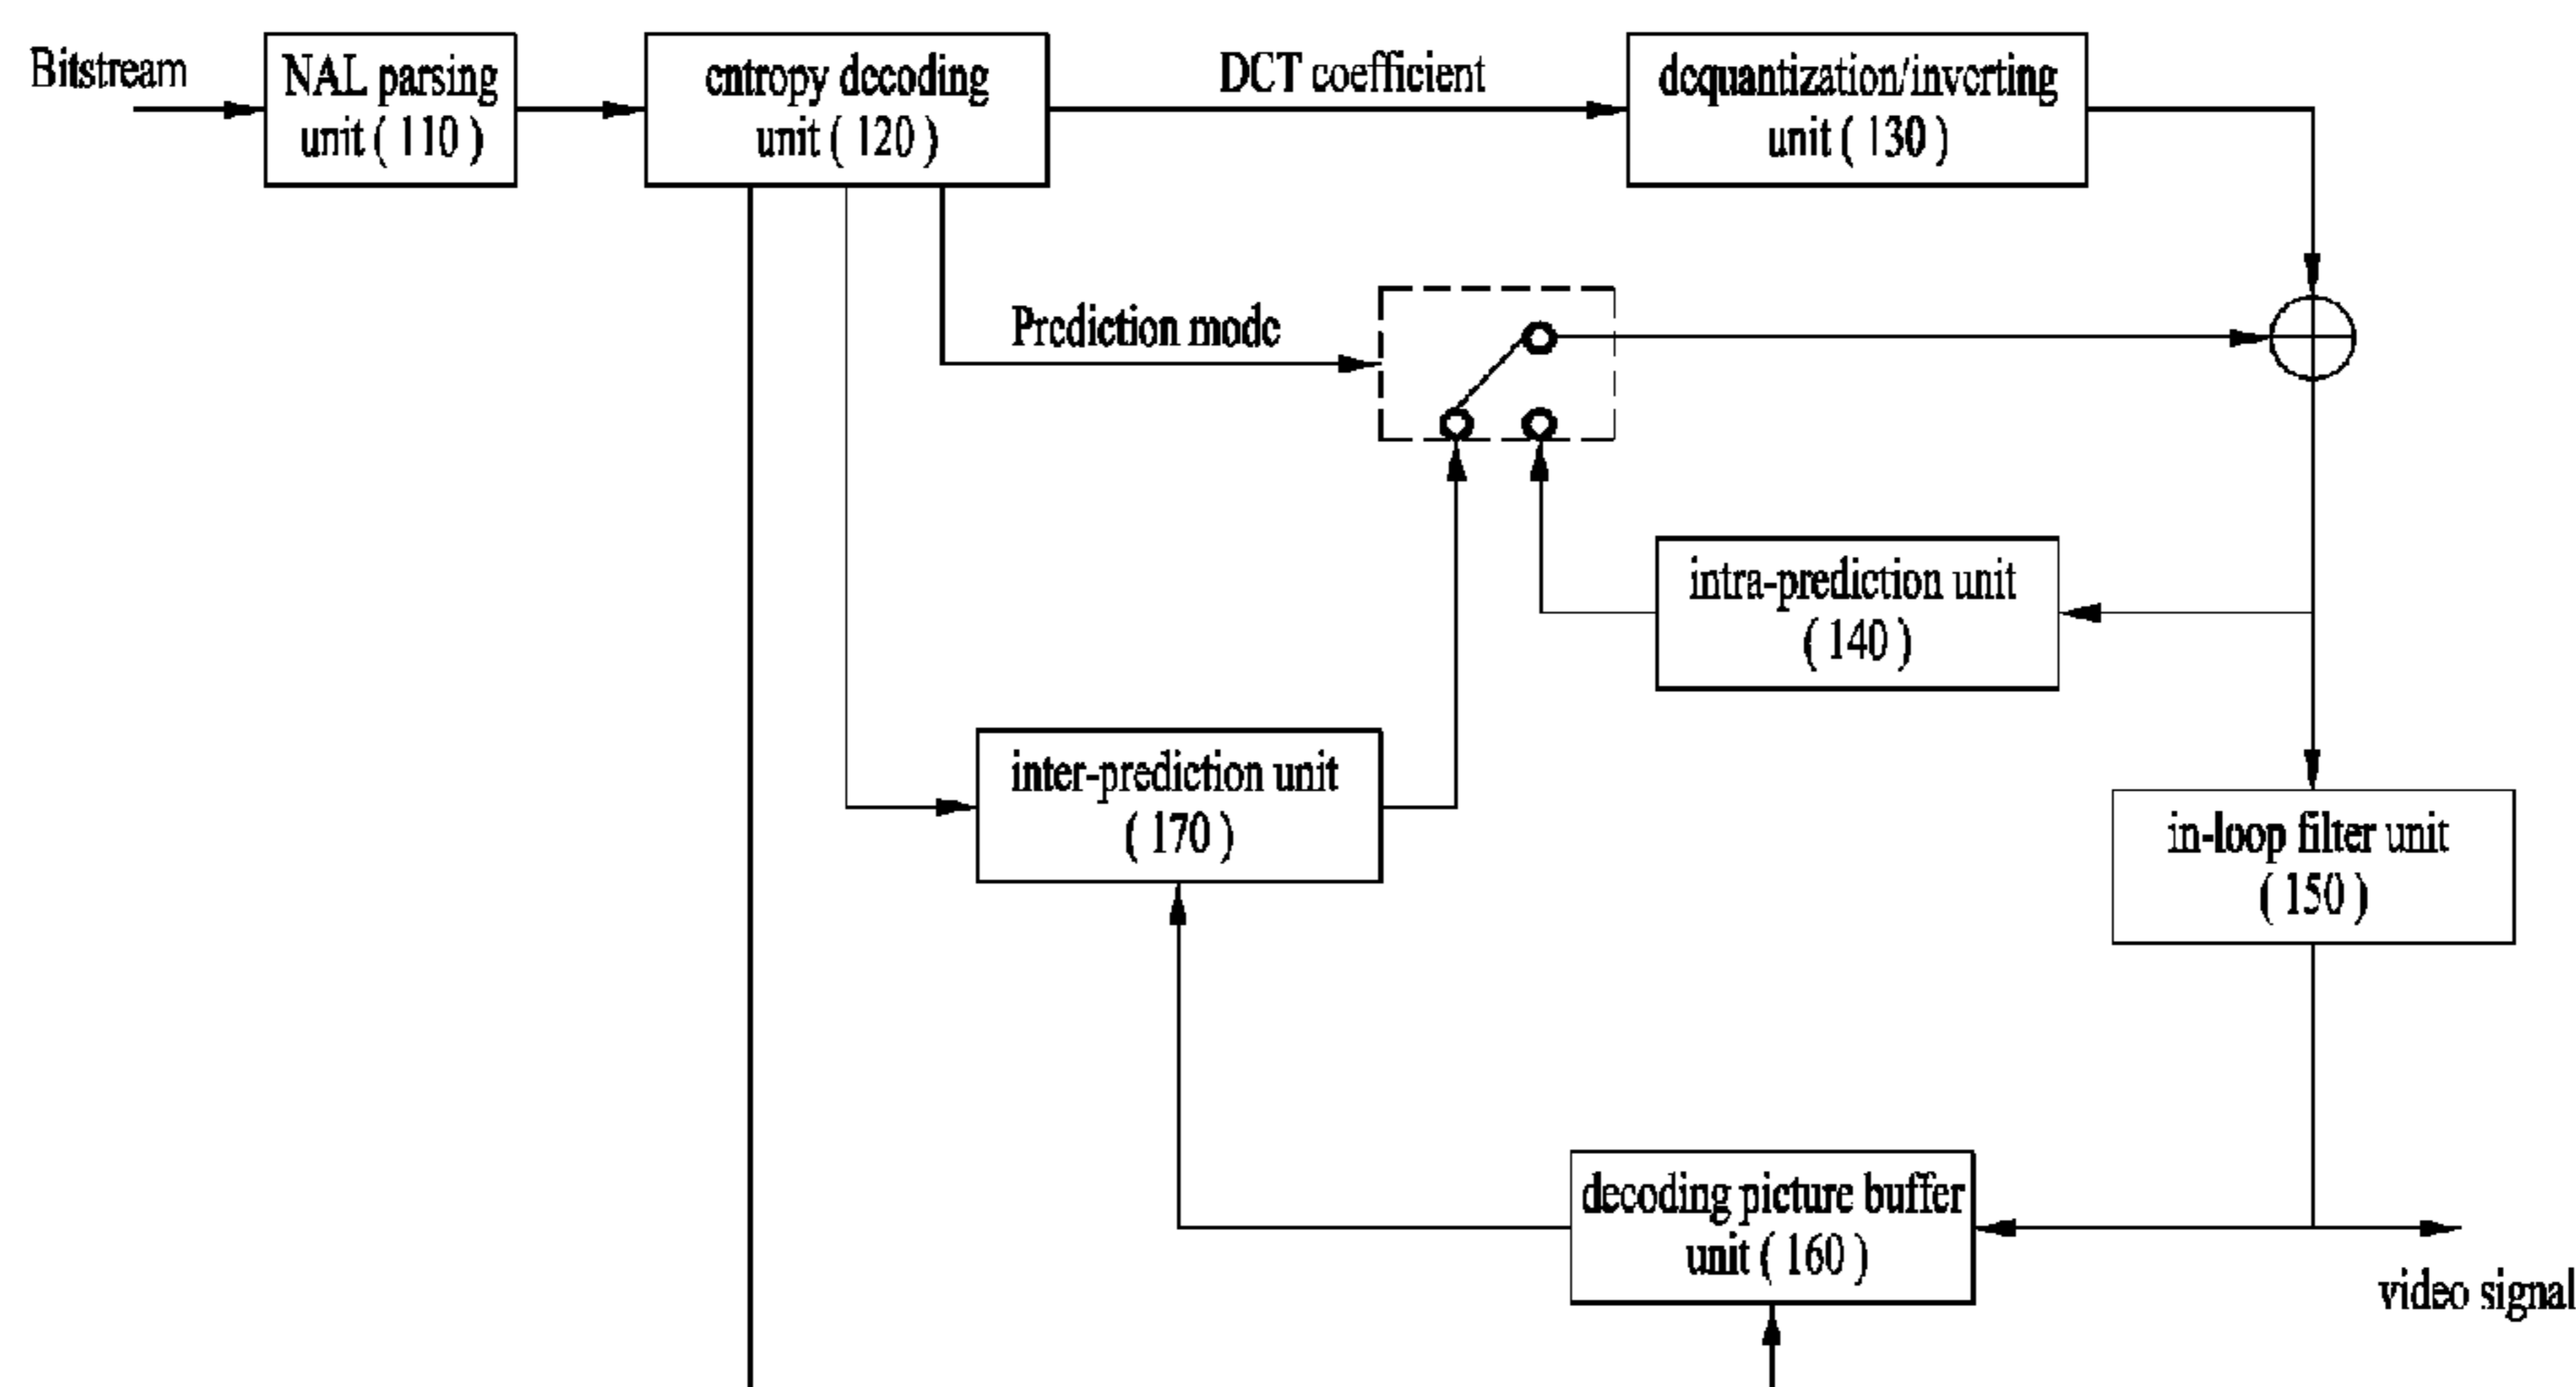 Bitstream
NAL parsing
unit ( 110 )
entropy decoding
unit ( 120 )
DCT coefficient
dequantization/inverting
unit ( 130 )
Prediction mode
intra-prediction unit
( 140 )
inter-prediction unit
( 170 )
in-loop filter unit
( 150 )
decoding picture buffer
unit ( 160 )
video signal